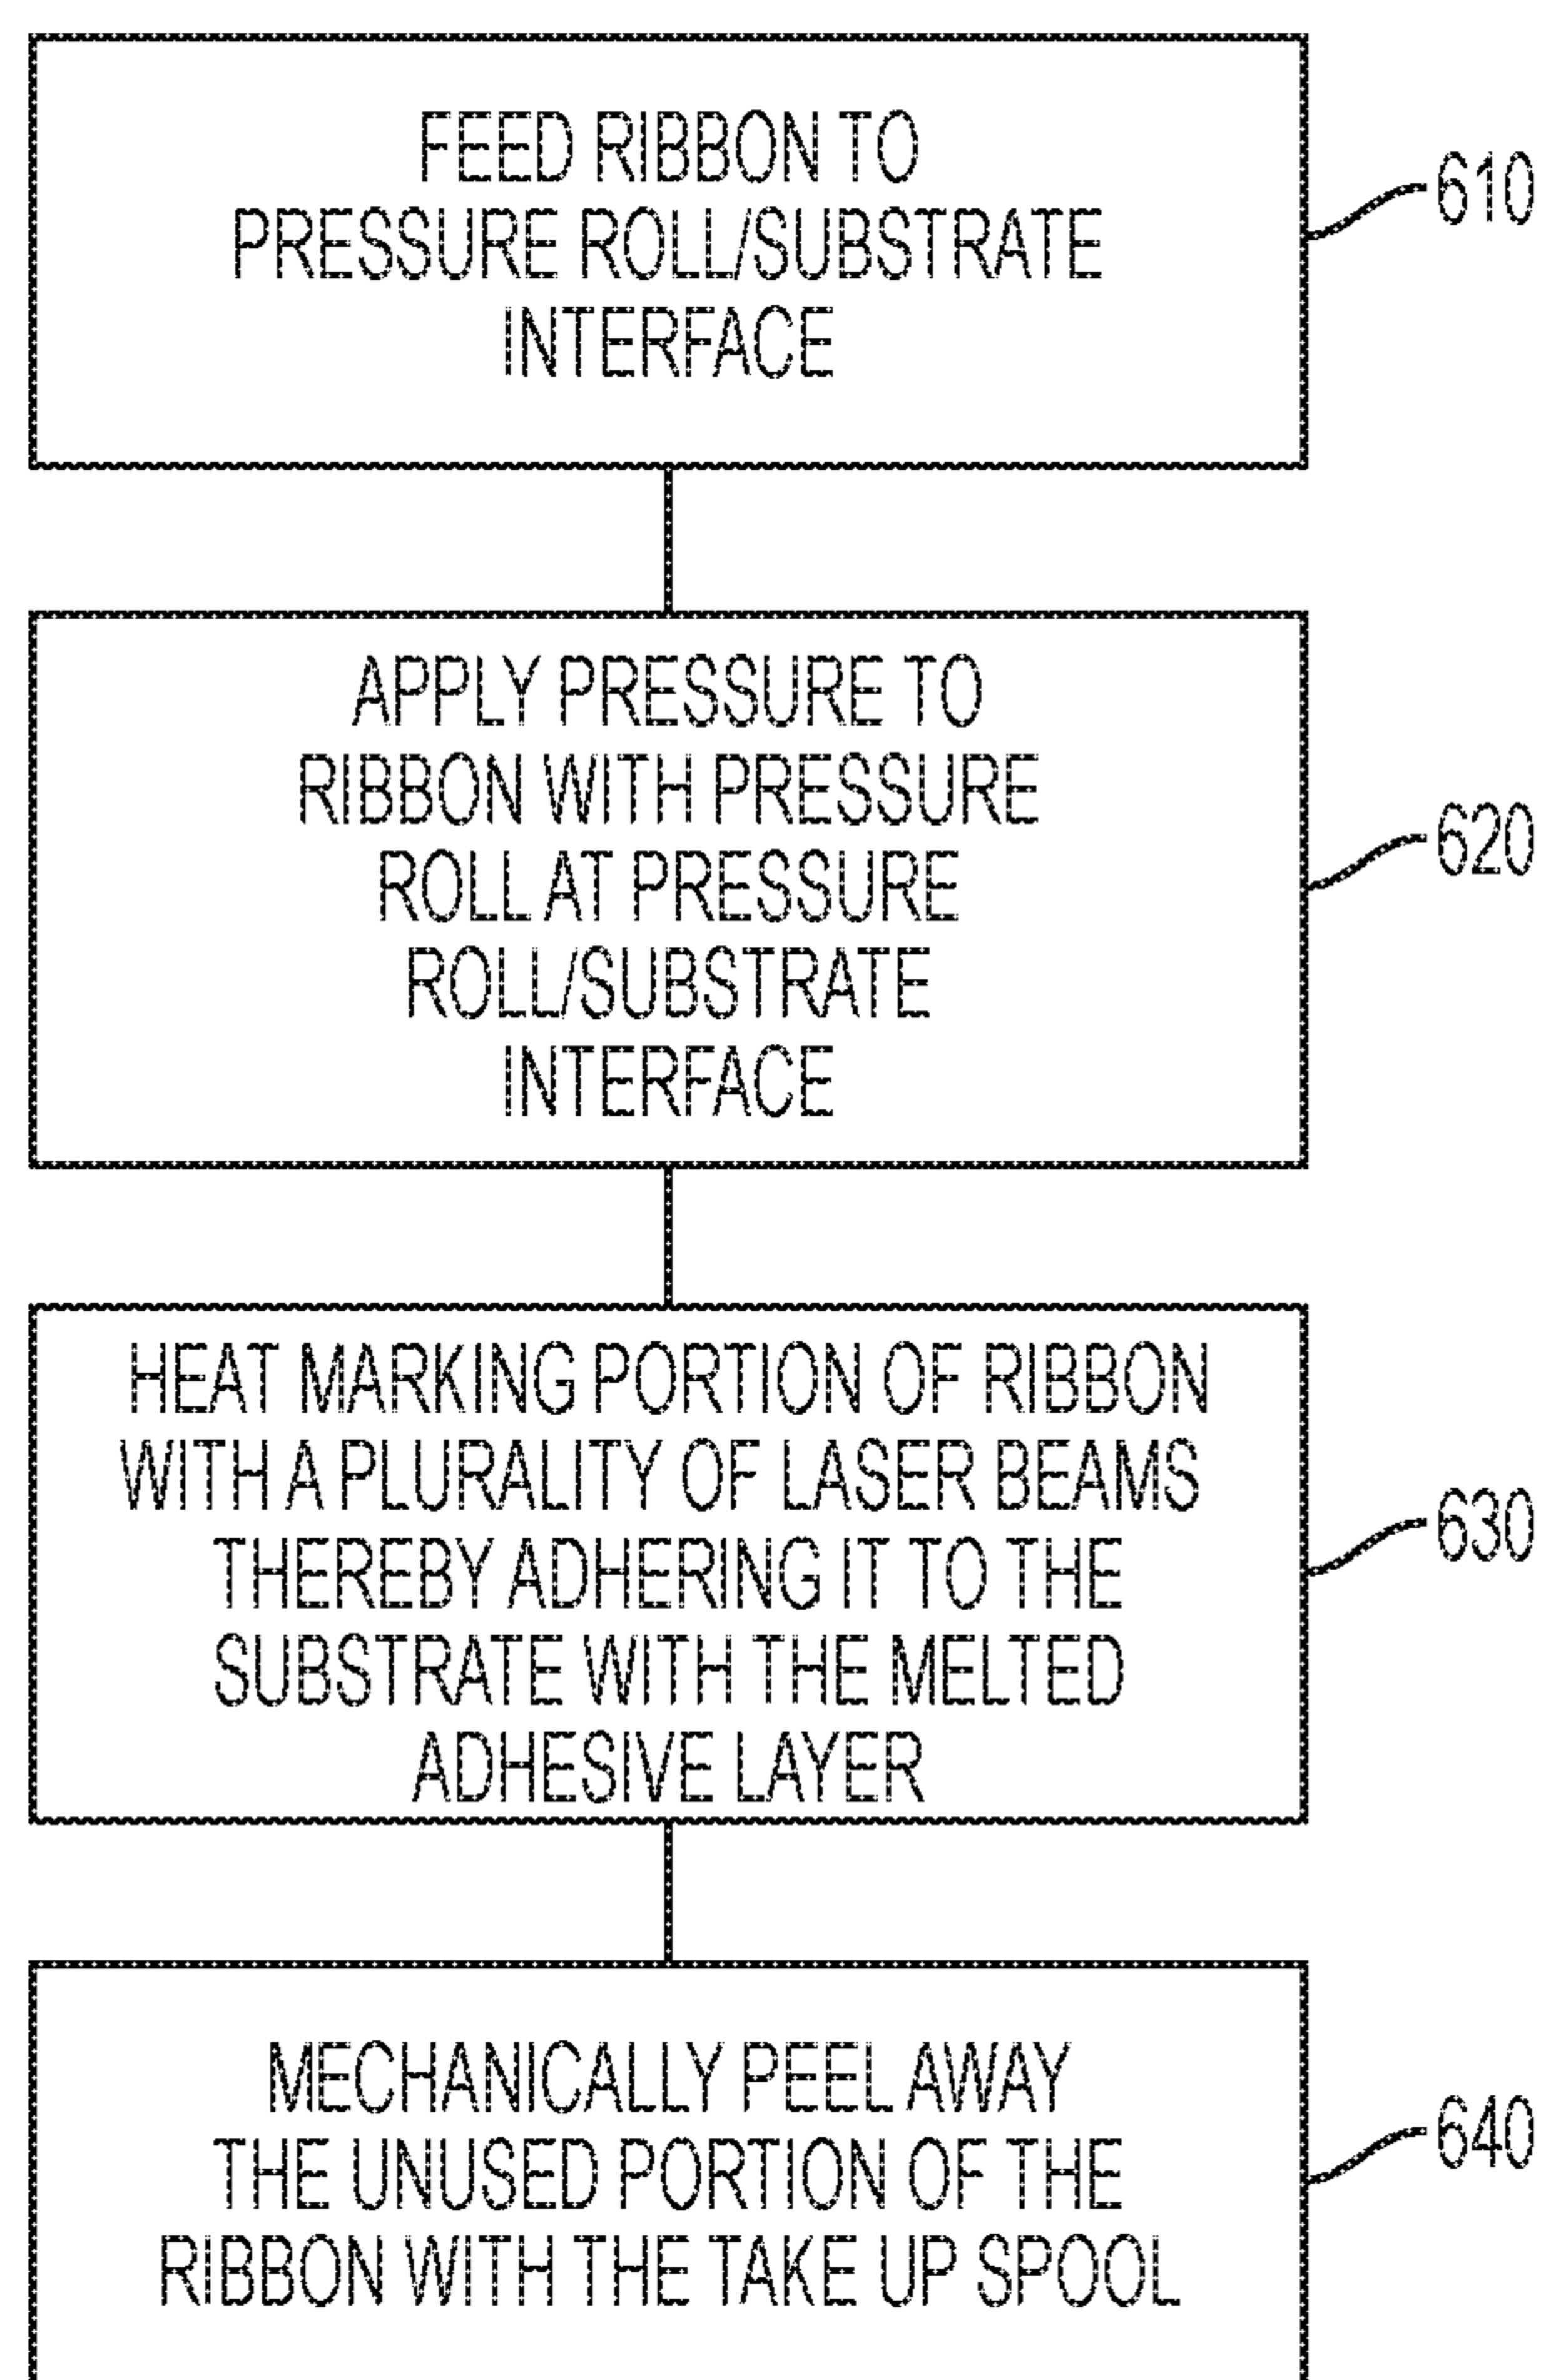 FEED RIBBON TO
PRESSURE ROLL/SUBSTRATE
INTERFACE
610
APPLY PRESSURE TO
RIBBON WITH PRESSURE
ROLL AT PRESSURE
ROLL/SUBSTRATE
INTERFACE
620
HEAT MARKING PORTION OF RIBBON
WITH A PLURALITY OF LASER BEAMS
THEREBY ADHERING IT TO THE
SUBSTRATE WITH THE MELTED
ADHESIVE LAYER
630
MECHANICALLY PEEL AWAY
THE UNUSED PORTION OF THE
RIBBON WITH THE TAKE UP SPOOL
640